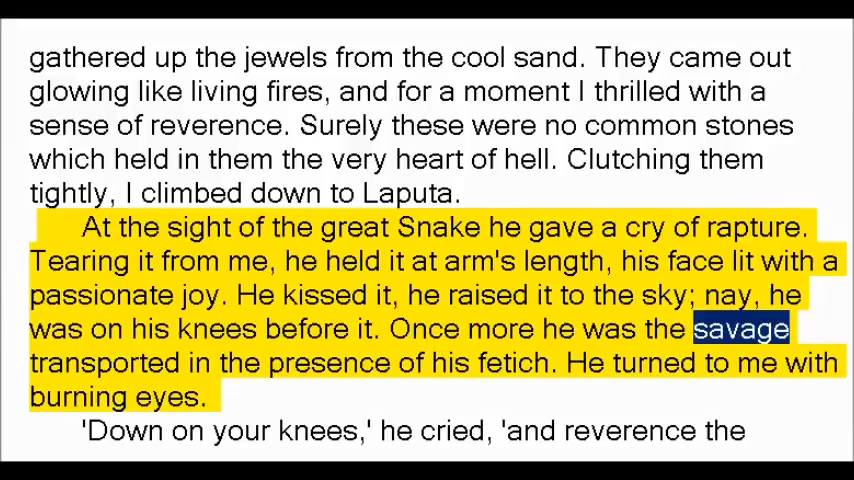 gathered up the jewels from the cool sand. They came out
glowing like living fires, and for a moment I thrilled with a
sense of reverence. Surely these were no common stones
which held in them the very heart of hell. Clutching them
tightly, I climbed down to Laputa.
At the sight of the great Snake he gave a cry of rapture.
Tearing it from me, he held it at arm's length, his face lit with a
passionate joy. He kissed it, he raised it to the sky; nay, he
was on his knees before it. Once more he was the savage
transported in the presence of his fetich. He turned to me with
burning eyes.
'Down on your knees,' he cried, 'and reverence the